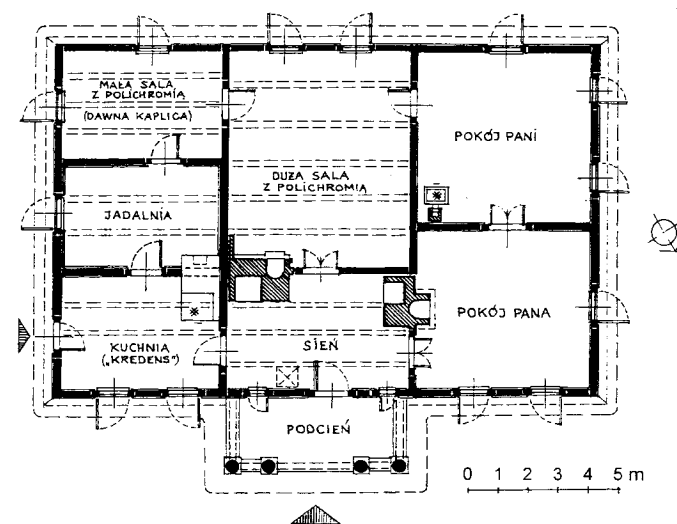 MAŁA SALA
Z POLICHROMIĄ
(DAWNA KAPLICA)
DUZA SALA
Z POLICHROMIĄ
POKÓJ PANI
JADALNIA
POKÓJ PANA
KUCHNIA
(„KREDENS")
SIEŃ
PODCIEŃ
0 1 2 3 4 5 m